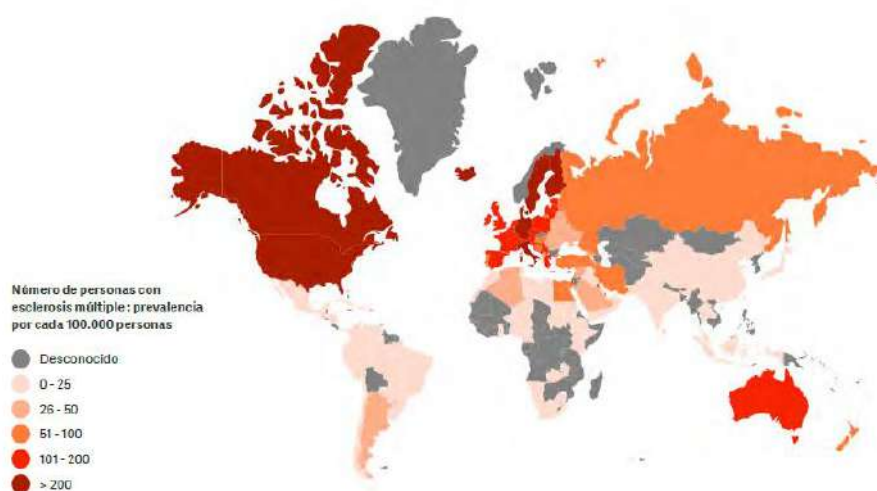 Número de personas con
esclerosis múltiple: prevalencia
por cada 100.000 personas
Desconocido
0 - 25
26 - 50
51 - 100
101 - 200
> 200